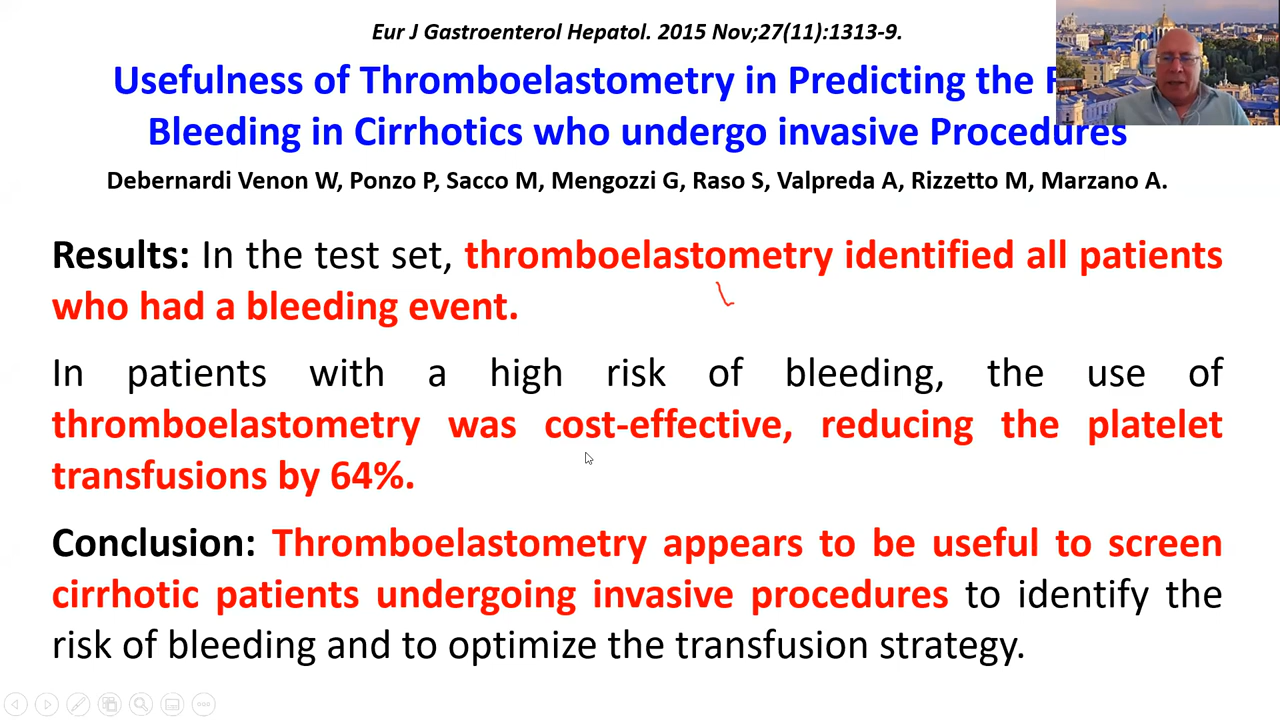 Eur J Gastroenterol Hepatol. 2015 Nov;27(11):1313-9.
Usefulness of Thromboelastometry in Predicting the
Bleeding in Cirrhotics who undergo invasive Procedures
Debernardi Venon W, Ponzo P, Sacco M, Mengozzi G, Raso S, Valpreda A, Rizzetto M, Marzano A.
Results: In the test set, thromboelastometry identified all patients
who had a bleeding event.
In patients with a high risk of bleeding, the use of
thromboelastometry was cost-effective, reducing the platelet
transfusions by 64%.
Conclusion: Thromboelastometry appears to be useful to screen
cirrhotic patients undergoing invasive procedures to identify the
risk of bleeding and to optimize the transfusion strategy.